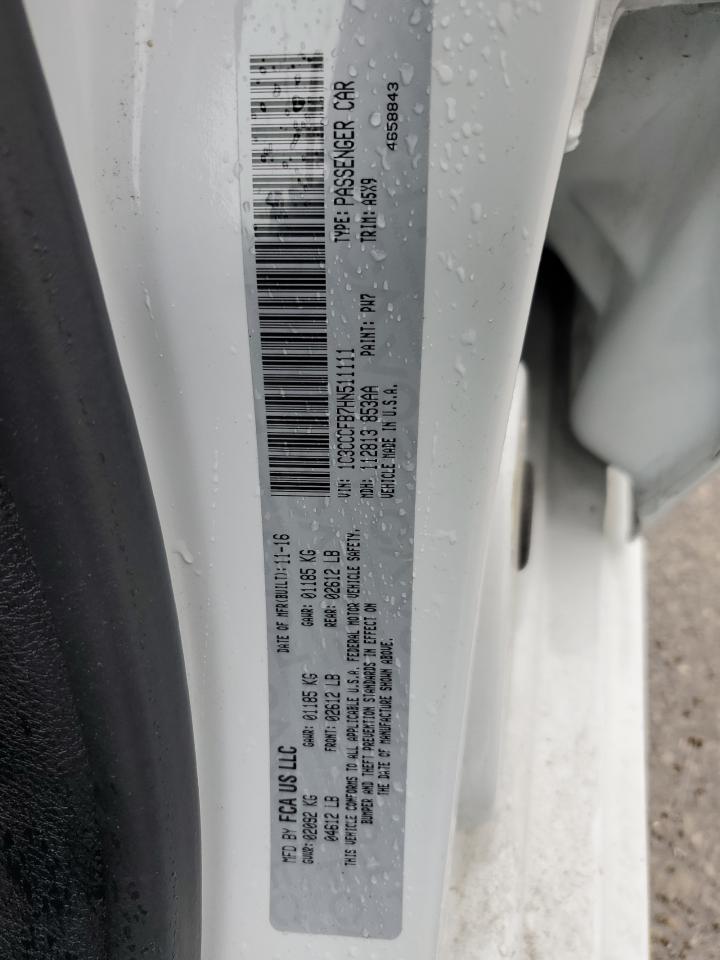 MFD BY FCA US LLC
DATE OF MFR(BUILT): 11-16
GVWR: 02092 KG GAWR: 01185 KG GAWR: 01185 KG
04612 LB FRONT: 02612 LB REAR: 02612 LB
THIS VEHICLE CONFORMS TO ALL APPLICABLE U.S.A. FEDERAL MOTOR VEHICLE SAFETY,
BUMPER AND THEFT PREVENTION STANDARDS IN EFFECT ON
THE DATE OF MANUFACTURE SHOWN ABOVE.
VIN: 1C3CCCFB7HN511111 TYPE: PASSENGER CAR
MDH: 112813 853AA PAINT: PW7 TRIM: A5X9
VEHICLE MADE IN U.S.A. 4658843